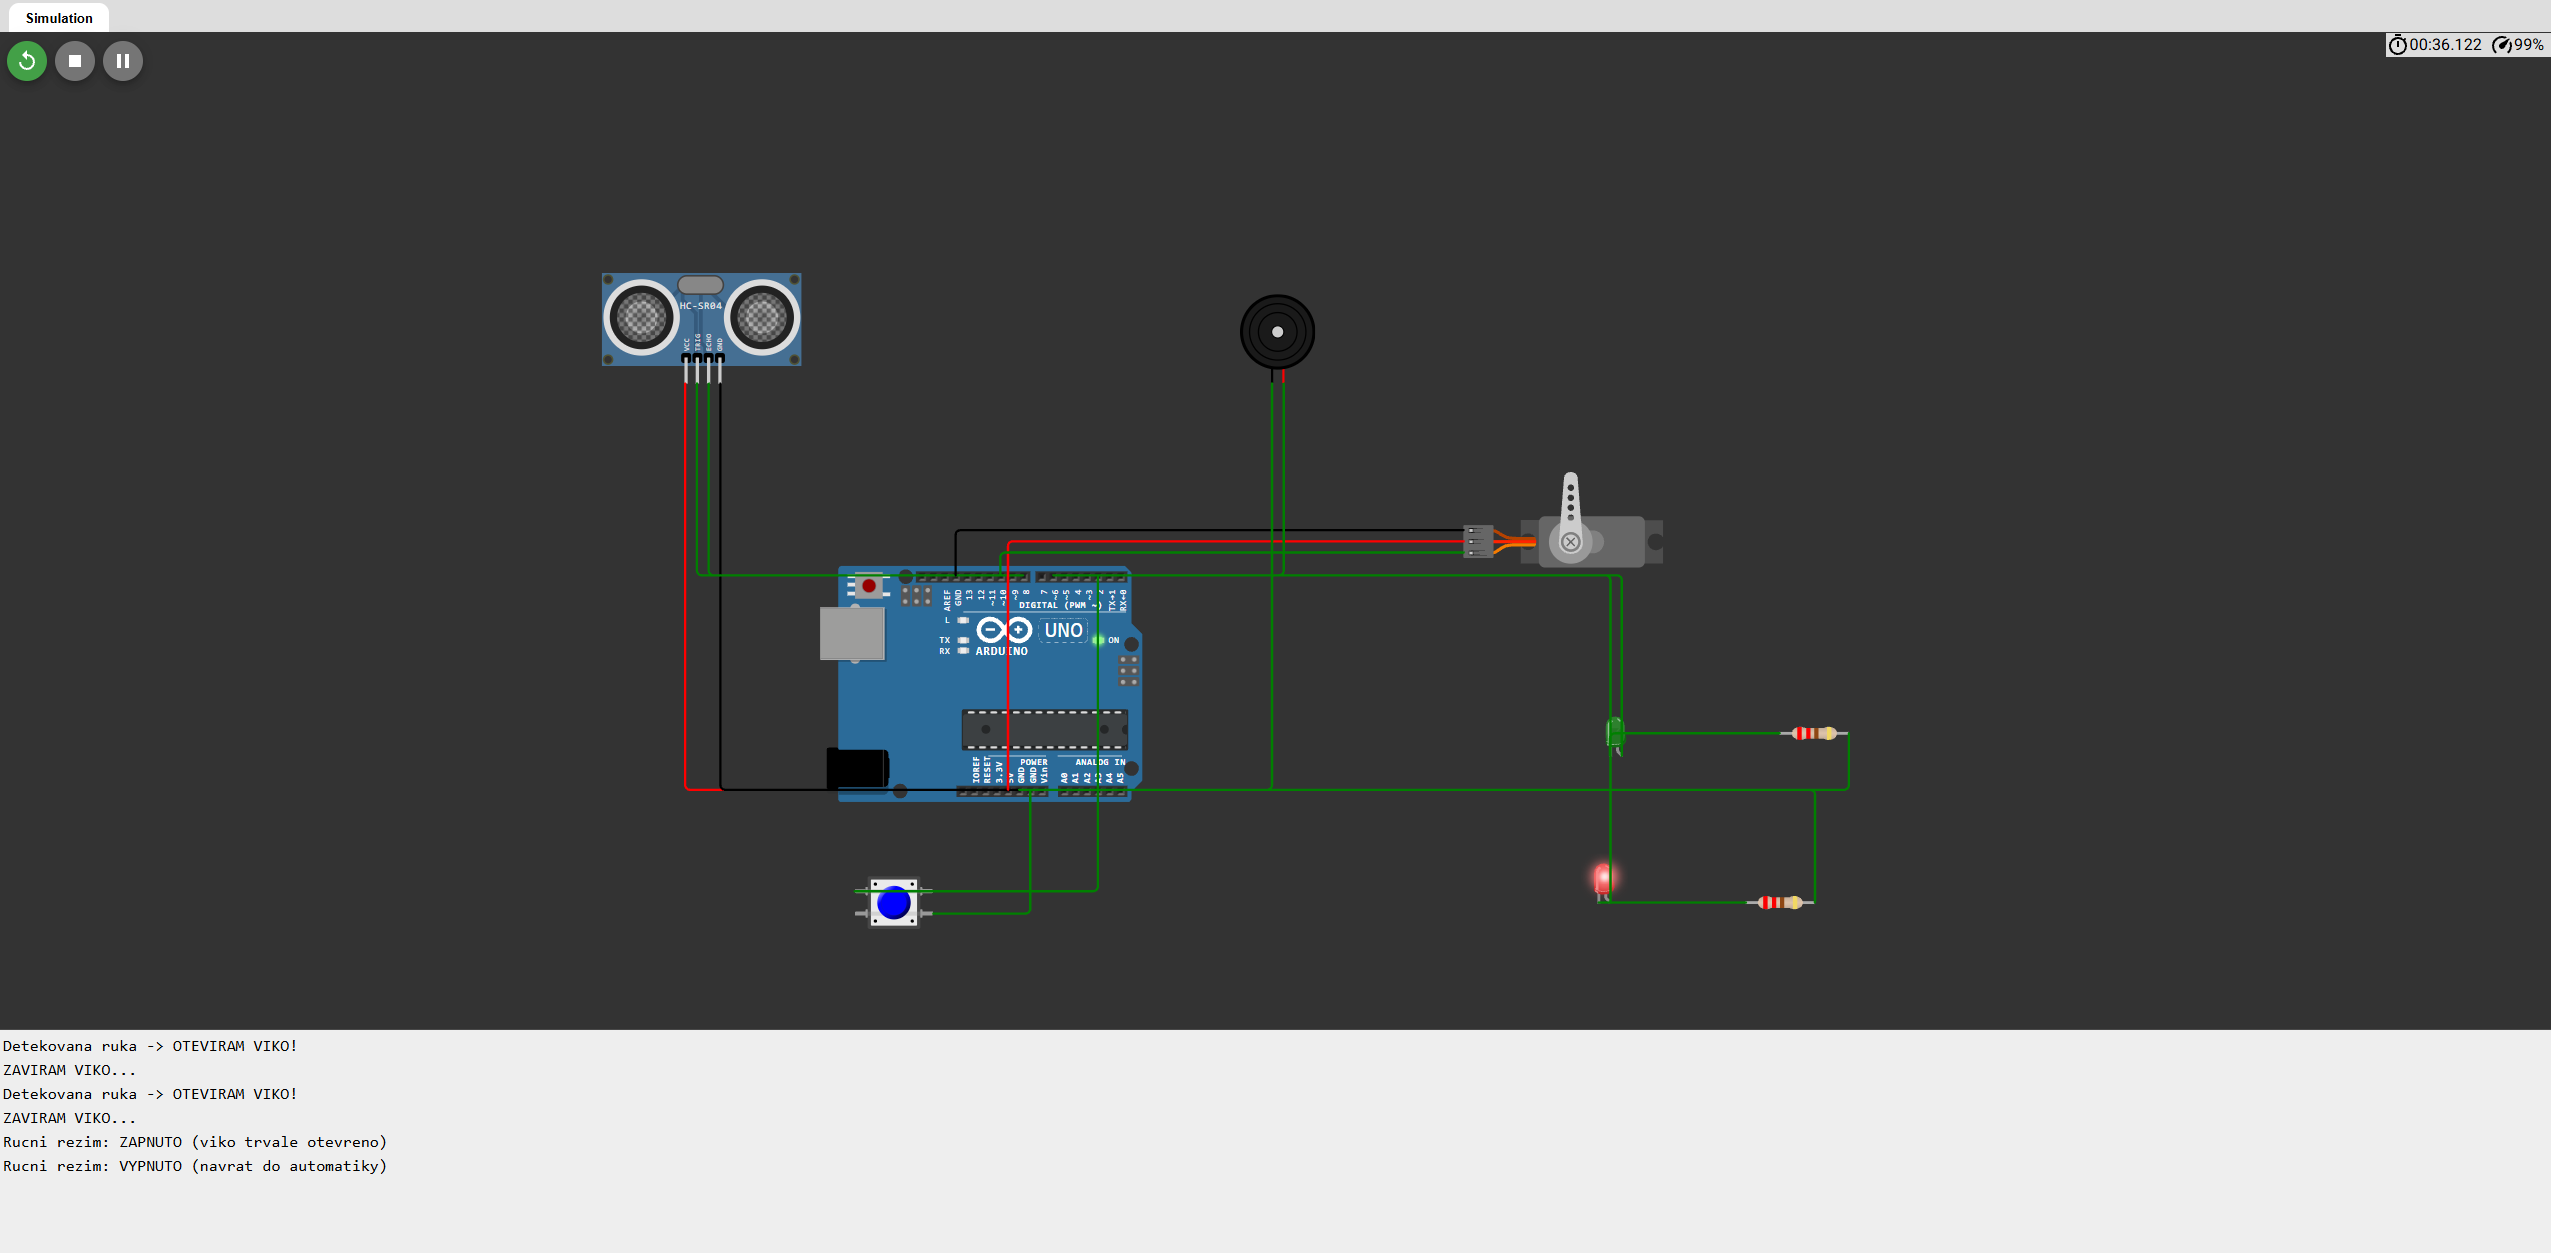 Simulation
00:36.122 99%
HC-SR04
VCC
TRIG
ECHO
GND
AREF
GND
13
12
~11
~10
~9
8
7
~6
~5
4
~3
2
TX→1
RX←0
DIGITAL (PWM ~)
L
TX
RX
UNO
ON
ARDUINO
IOREF
RESET
3.3V
5V
GND
GND
Vin
POWER
ANALOG IN
A0
A1
A2
A3
A4
A5
Detekovana ruka -> OTEVIRAM VIKO!
ZAVIRAM VIKO...
Detekovana ruka -> OTEVIRAM VIKO!
ZAVIRAM VIKO...
Rucni rezim: ZAPNUTO (viko trvale otevreno)
Rucni rezim: VYPNUTO (navrat do automatiky)